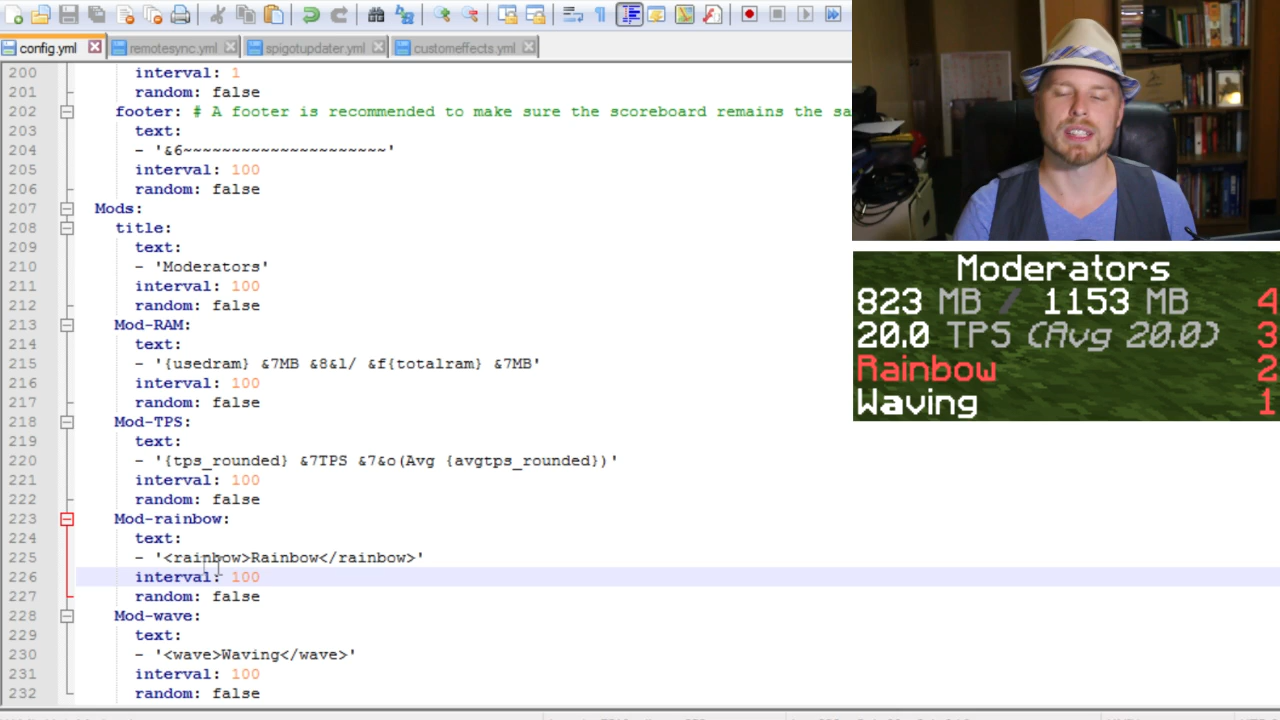 config.yml remotesync.yml spigotupdater.yml customeffects.yml
200 interval: 1
201 random: false
202 footer: # A footer is recommended to make sure the scoreboard remains the sa
203 text:
204 - '&6~~~~~~~~~~~~~~~~~~~~~'
205 interval: 100
206 random: false
207 Mods:
208 title:
209 text:
210 - 'Moderators'
211 interval: 100
212 random: false
213 Mod-RAM:
214 text:
215 - '{usedram} &7MB &8&l/ &f{totalram} &7MB'
216 interval: 100
217 random: false
218 Mod-TPS:
219 text:
220 - '{tps_rounded} &7TPS &7&o(Avg {avgtps_rounded})'
221 interval: 100
222 random: false
223 Mod-rainbow:
224 text:
225 - '<rainbow>Rainbow</rainbow>'
226 interval: 100
227 random: false
228 Mod-wave:
229 text:
230 - '<wave>Waving</wave>'
231 interval: 100
232 random: false
Moderators
823 MB / 1153 MB 4
20.0 TPS (Avg 20.0) 3
Rainbow 2
Waving 1